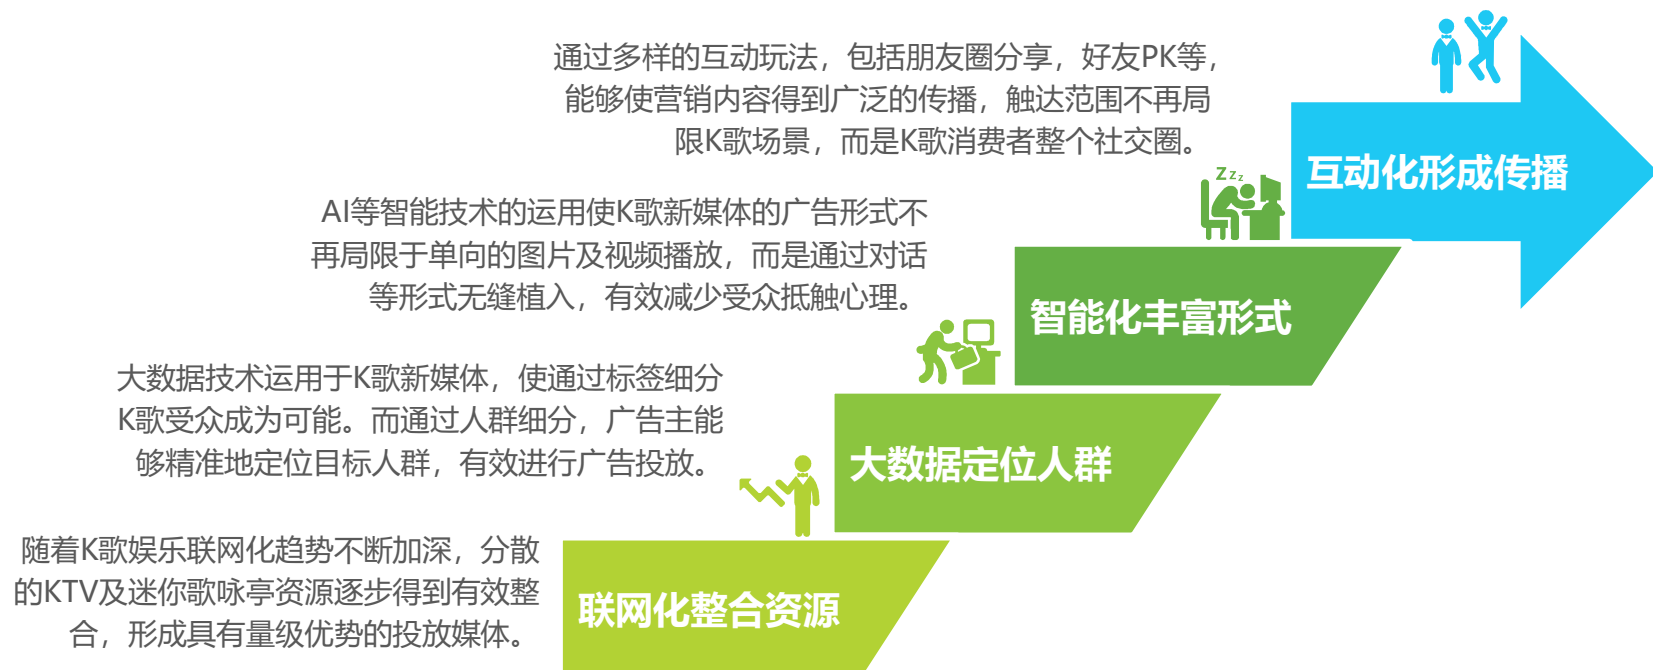 通过多样的互动玩法，包括朋友圈分享，好友PK等，
能够使营销内容得到广泛的传播，触达范围不再局
限K歌场景，而是K歌消费者整个社交圈。
互动化形成传播
ZZZ
AI等智能技术的运用使K歌新媒体的广告形式不
再局限于单向的图片及视频播放，而是通过对话
等形式无缝植入，有效减少受众抵触心理。
智能化丰富形式
大数据技术运用于K歌新媒体，使通过标签细分
K歌受众成为可能。而通过人群细分，广告主能
够精准地定位目标人群，有效进行广告投放。
大数据定位人群
随着K歌娱乐联网化趋势不断加深，分散
的KTV及迷你歌咏亭资源逐步得到有效整
合，形成具有量级优势的投放媒体。
联网化整合资源